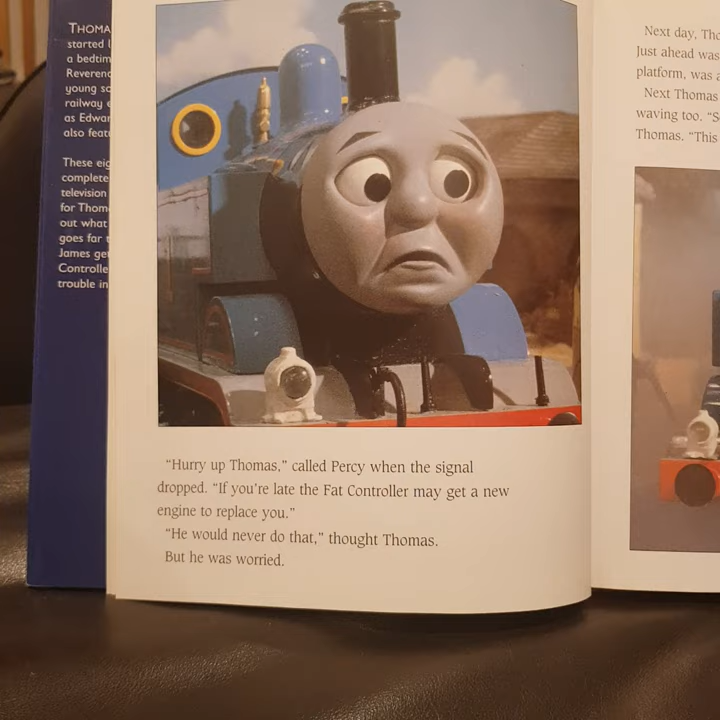 THOMA
started
a bedtim
Reverend
young
railway
as Edwar
also feat
These eig
complete
television
for Thom
out what
goes far
James ge
Controlle
trouble in
"Hurry up Thomas," called Percy when the signal
dropped. "If you're late the Fat Controller may get a new
engine to replace you."
"He would never do that," thought Thomas.
But he was worried.
Next day, Tho
Just ahead was
platform, was a
Next Thomas
waving too. "S
Thomas. "This